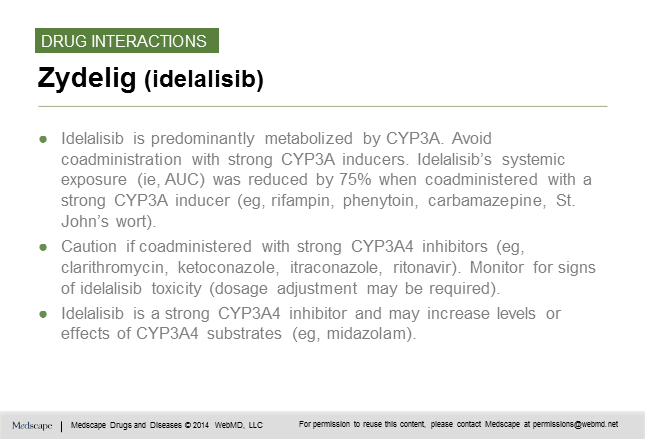 DRUG INTERACTIONS
Zydelig (idelalisib)
● Idelalisib is predominantly metabolized by CYP3A. Avoid
coadministration with strong CYP3A inducers. Idelalisib’s systemic
exposure (ie, AUC) was reduced by 75% when coadministered with a
strong CYP3A inducer (eg, rifampin, phenytoin, carbamazepine, St.
John’s wort).
● Caution if coadministered with strong CYP3A4 inhibitors (eg,
clarithromycin, ketoconazole, itraconazole, ritonavir). Monitor for signs
of idelalisib toxicity (dosage adjustment may be required).
● Idelalisib is a strong CYP3A4 inhibitor and may increase levels or
effects of CYP3A4 substrates (eg, midazolam).
Medscape | Medscape Drugs and Diseases © 2014 WebMD, LLC For permission to reuse this content, please contact Medscape at permissions@webmd.net